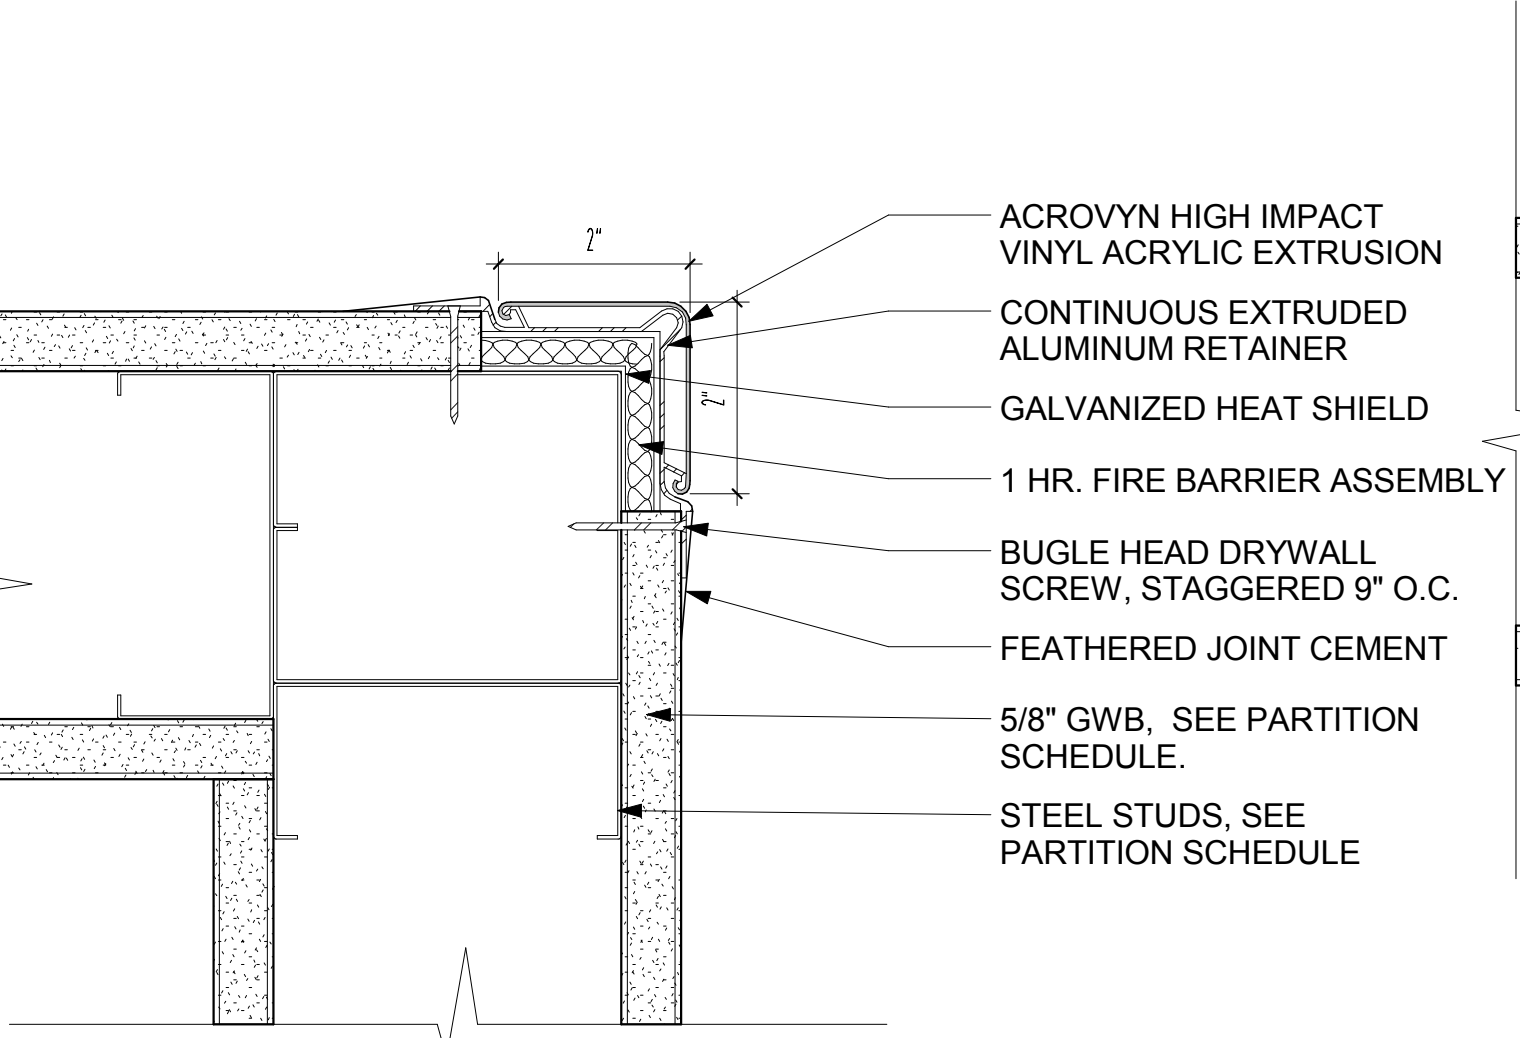 2"
2"
ACROVYN HIGH IMPACT
VINYL ACRYLIC EXTRUSION
CONTINUOUS EXTRUDED
ALUMINUM RETAINER
GALVANIZED HEAT SHIELD
1 HR. FIRE BARRIER ASSEMBLY
BUGLE HEAD DRYWALL
SCREW, STAGGERED 9" O.C.
FEATHERED JOINT CEMENT
5/8" GWB, SEE PARTITION
SCHEDULE.
STEEL STUDS, SEE
PARTITION SCHEDULE